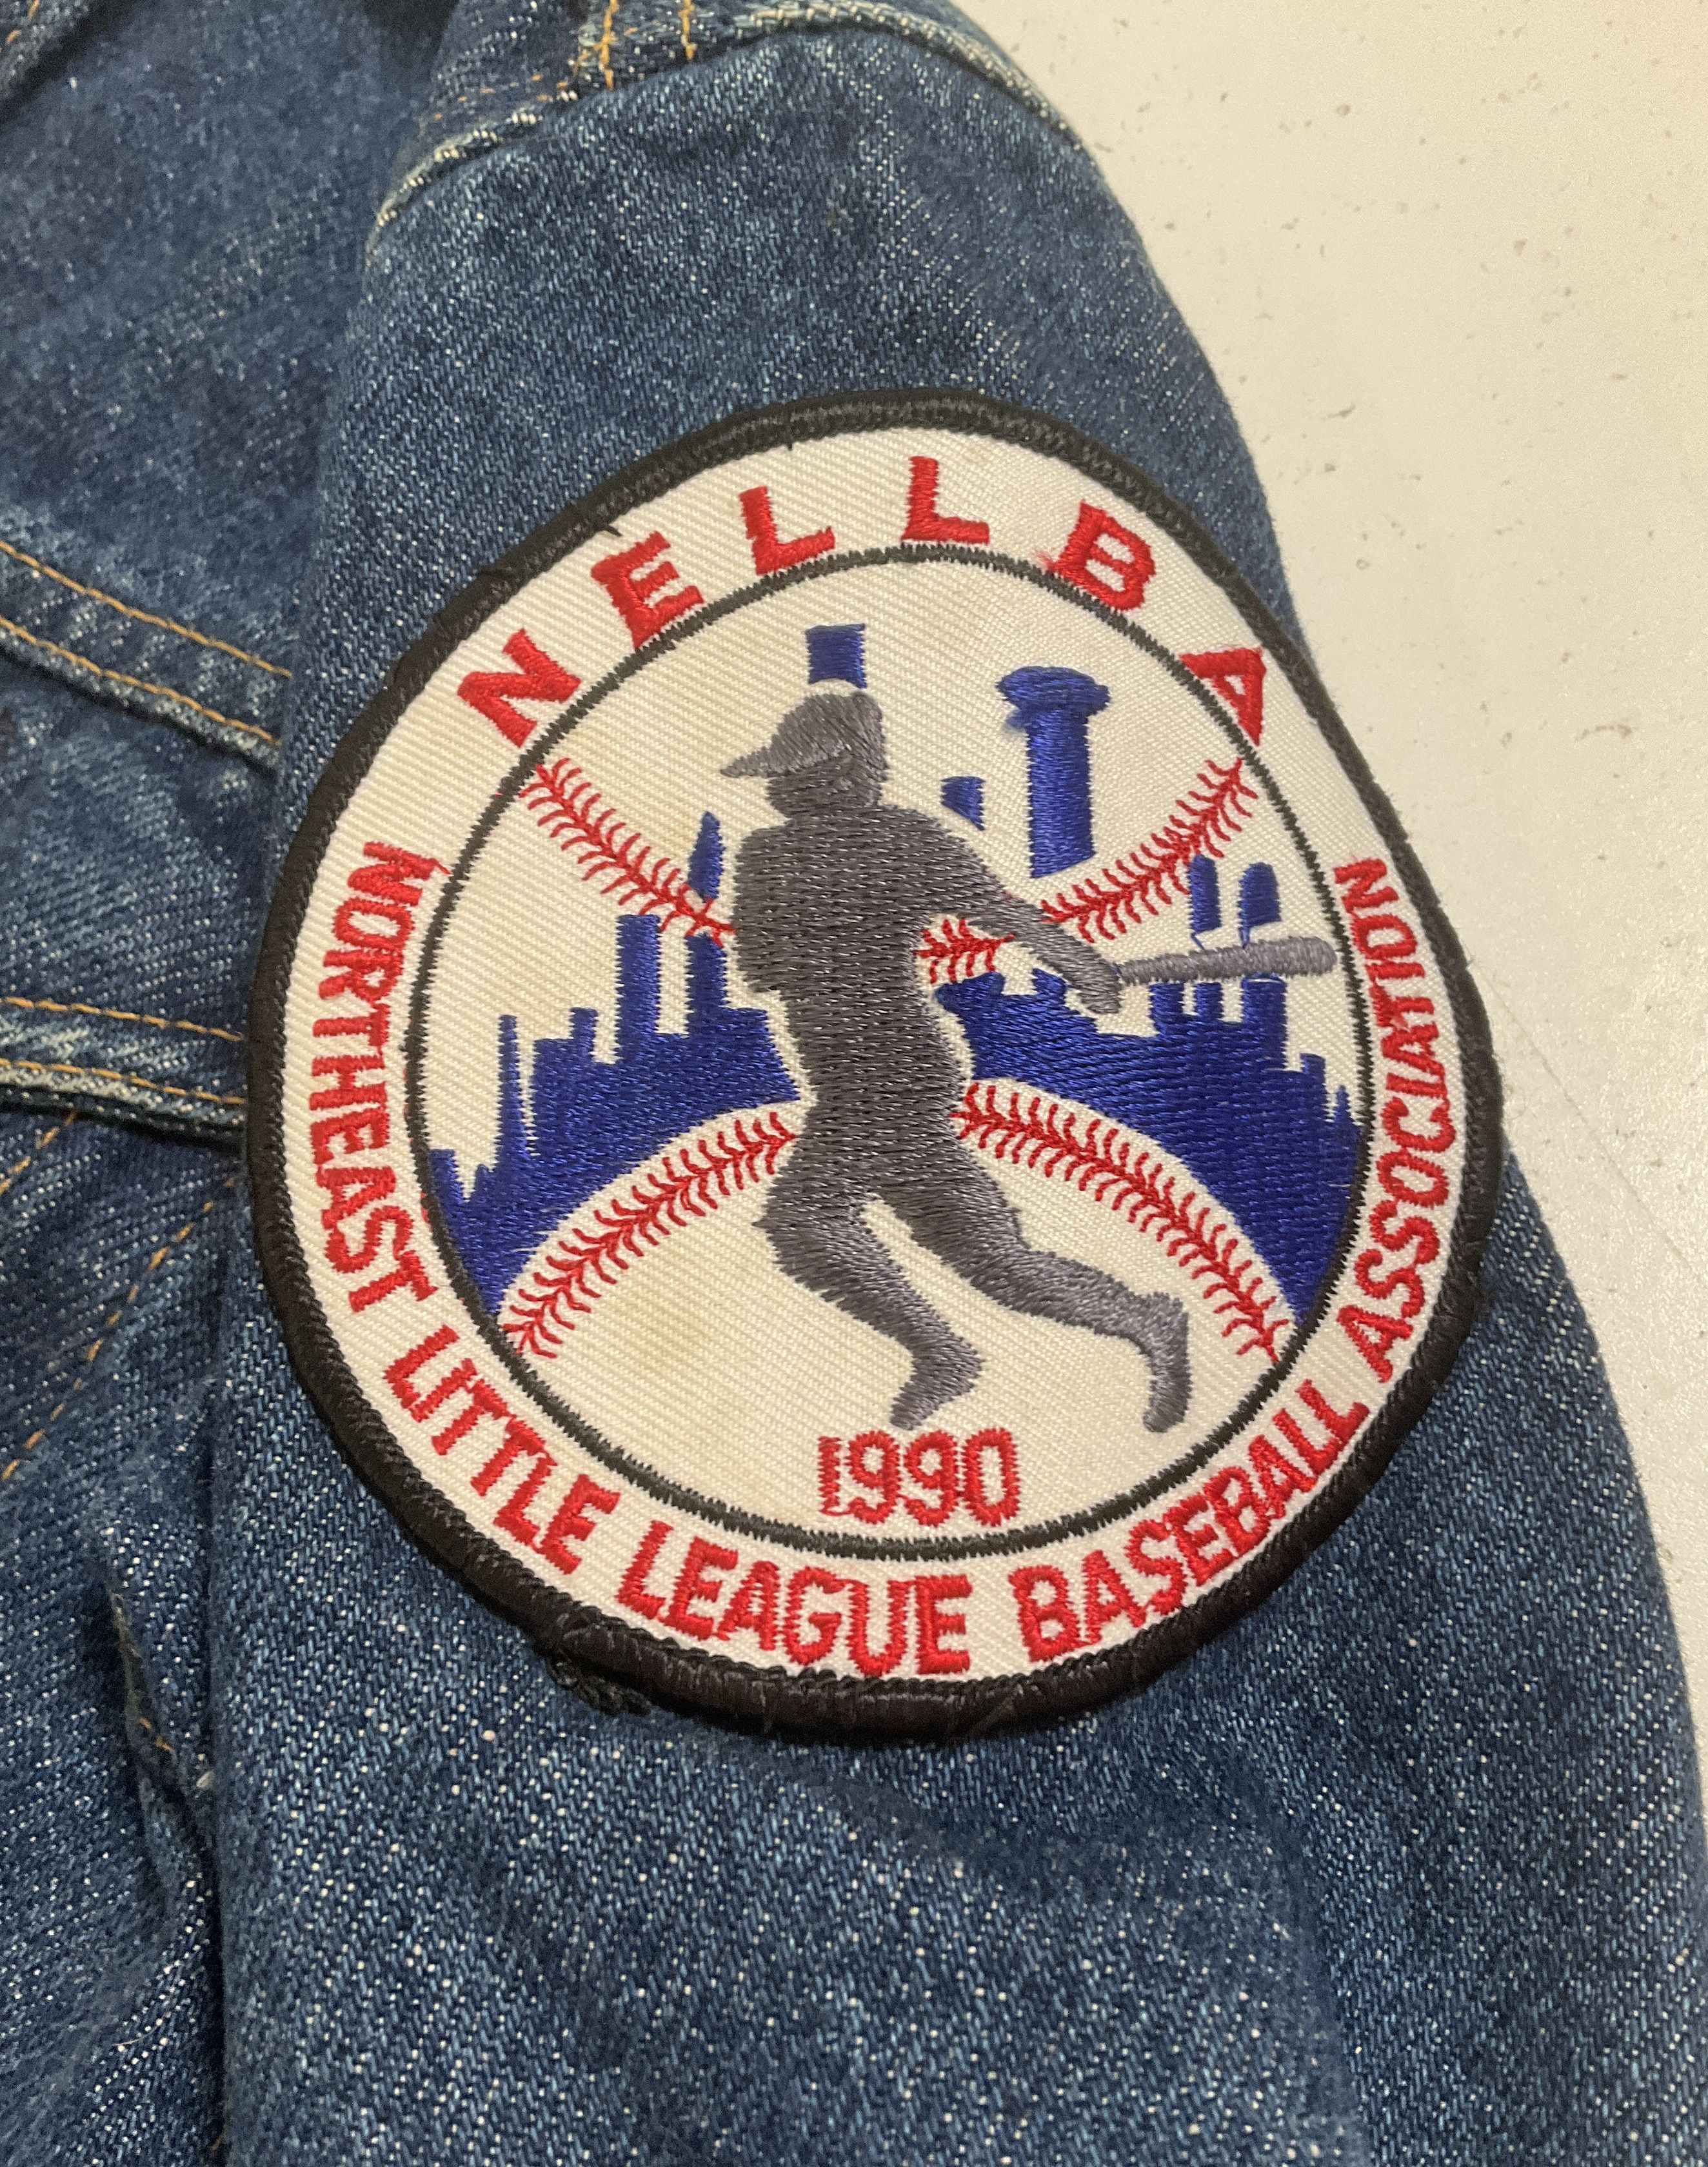 NELLBA
1990
NORTHEAST LITTLE LEAGUE BASEBALL ASSOCIATION